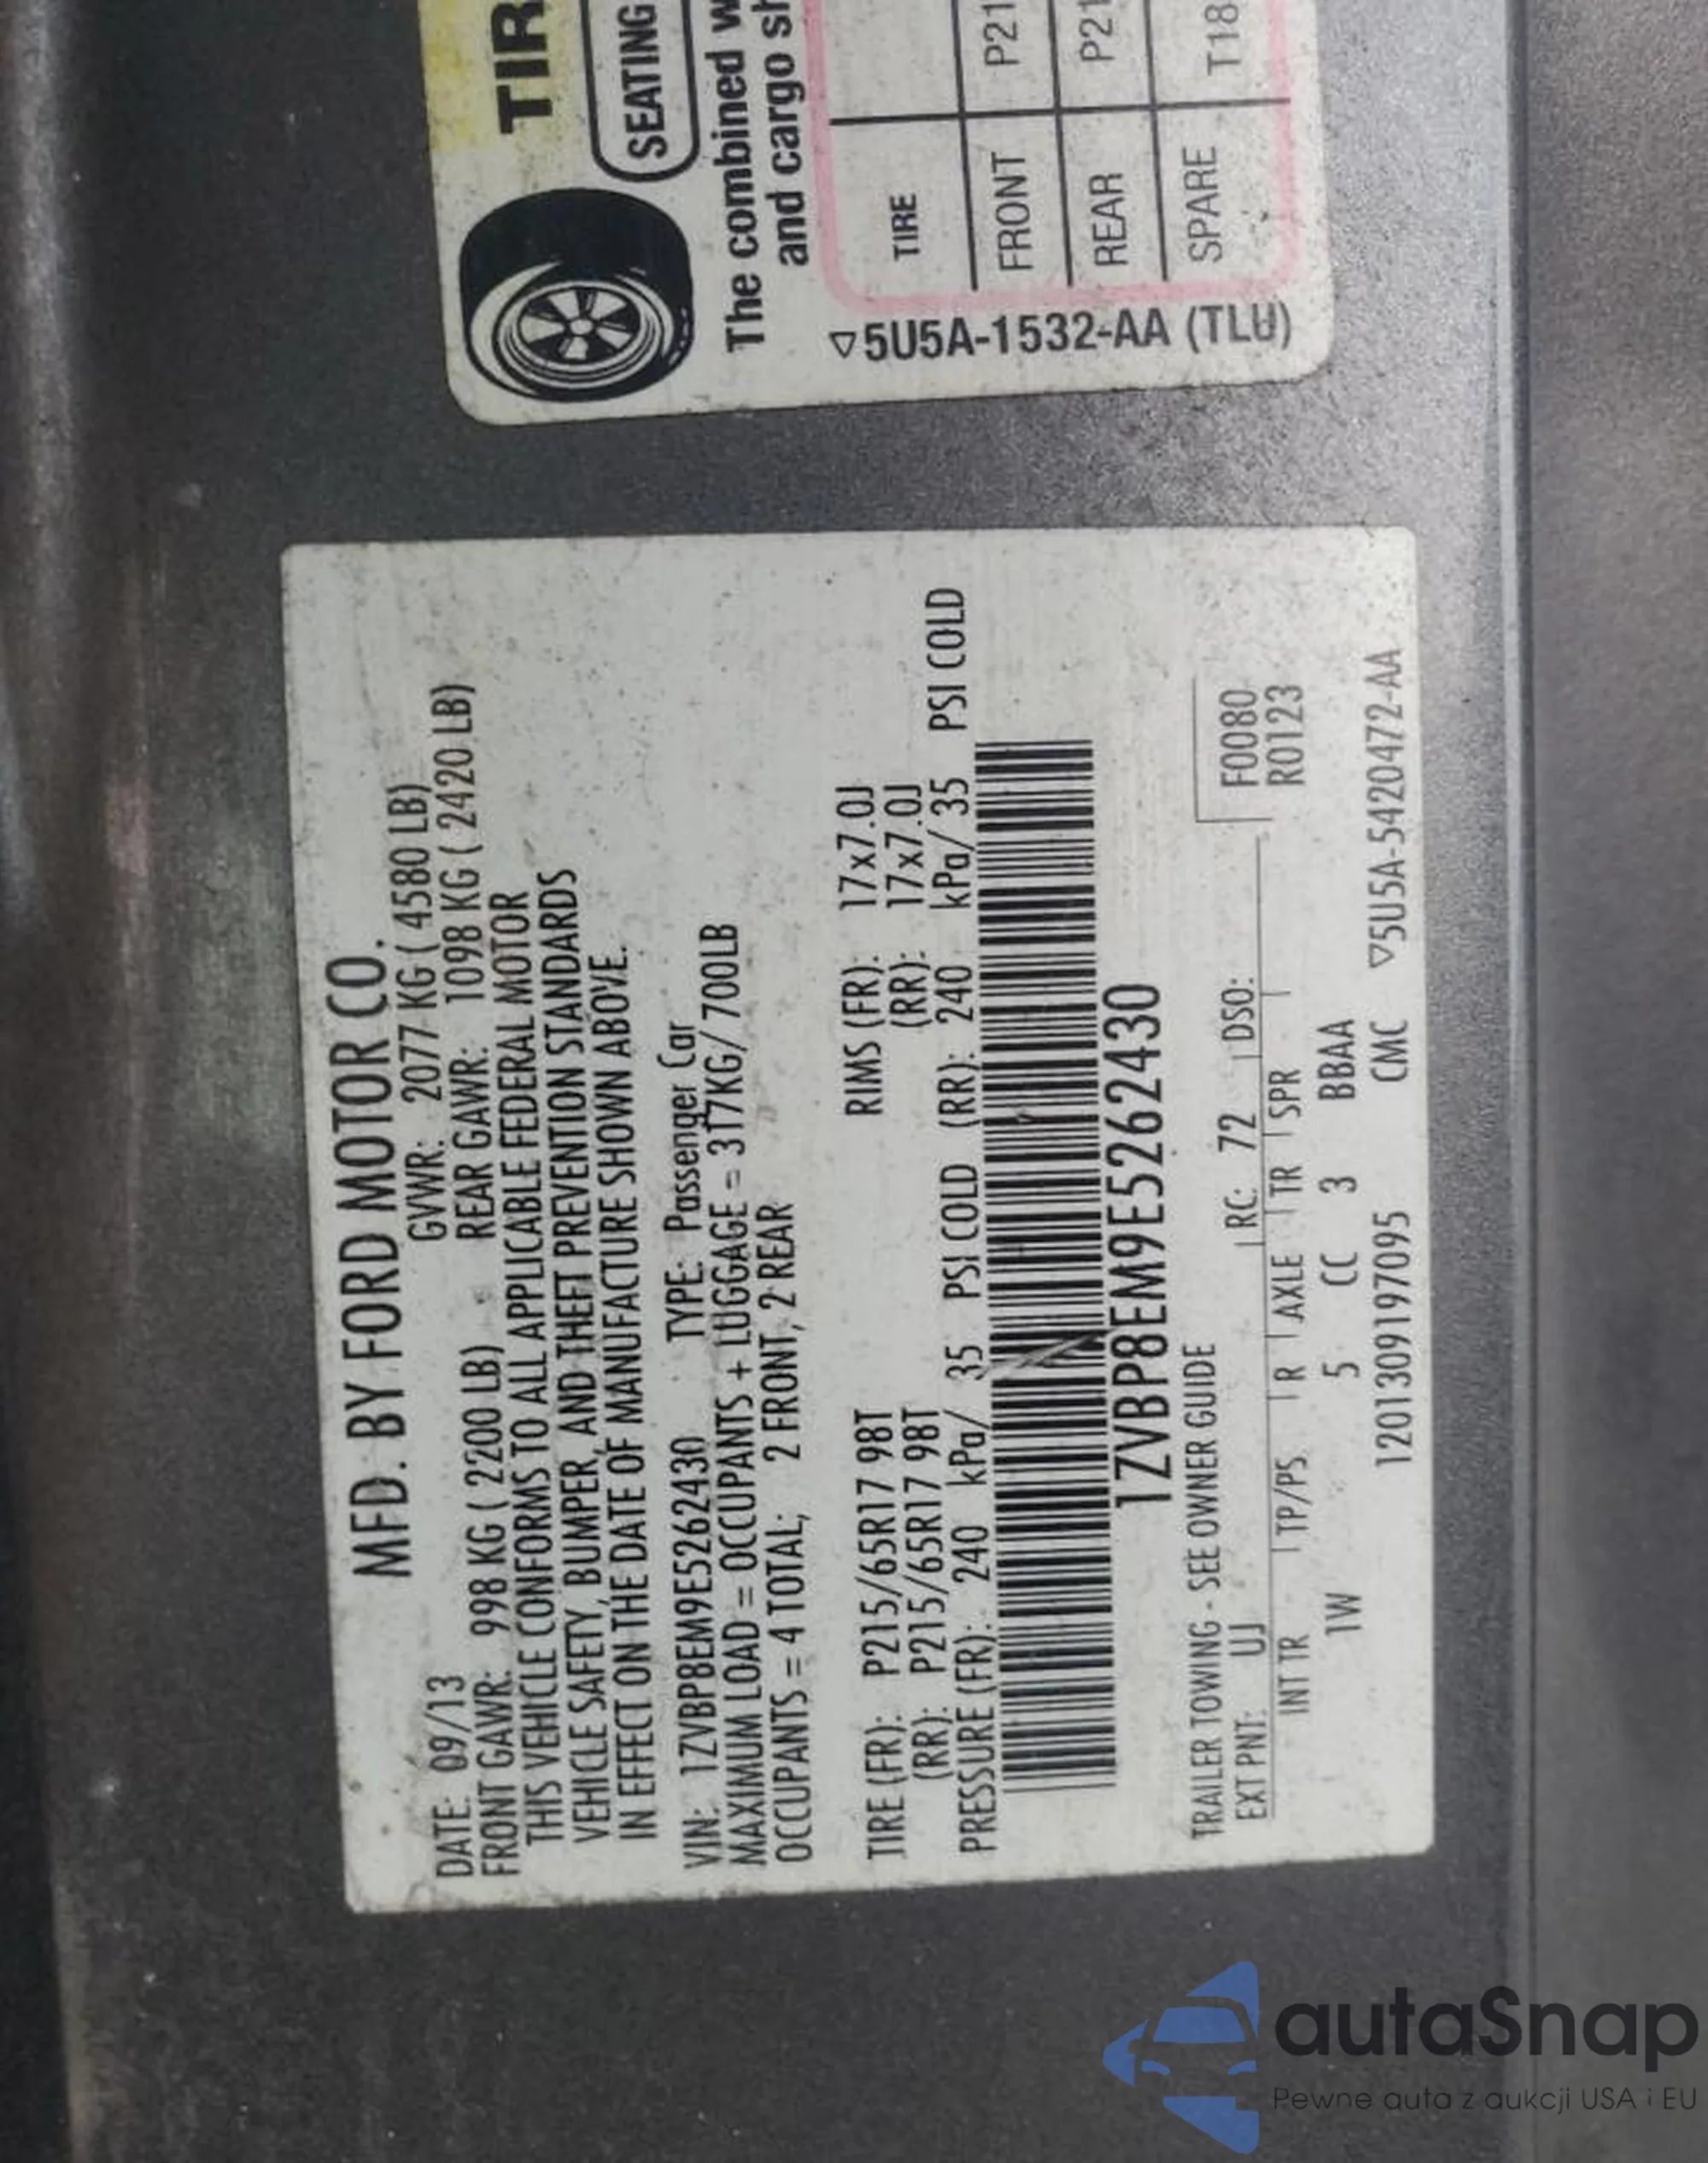 MFD. BY FORD MOTOR CO.
DATE: 09/13 GVWR: 2077 KG ( 4580 LB)
FRONT GAWR: 998 KG ( 2200 LB) REAR GAWR: 1098 KG ( 2420 LB)
THIS VEHICLE CONFORMS TO ALL APPLICABLE FEDERAL MOTOR
VEHICLE SAFETY, BUMPER, AND THEFT PREVENTION STANDARDS
IN EFFECT ON THE DATE OF MANUFACTURE SHOWN ABOVE.
VIN: 1ZVBP8EM9E5262430 TYPE: Passenger Car
MAXIMUM LOAD = OCCUPANTS + LUGGAGE = 317KG/ 700LB
OCCUPANTS = 4 TOTAL; 2 FRONT, 2 REAR
TIRE (FR): P215/65R17 98T RIMS (FR): 17x7.0J
(RR): P215/65R17 98T (RR): 17x7.0J
PRESSURE (FR): 240 kPa/ 35 PSI COLD (RR): 240 kPa/ 35 PSI COLD
1ZVBP8EM9E5262430
TRAILER TOWING - SEE OWNER GUIDE
EXT PNT: UJ RC: 72 DSO: F0080
R0123
INT TR TP/PS R AXLE TR SPR
1W 5 CC 3 BBAA
120130919709​5 CMC ▽5U5A-5420472-AA
TIR
SEATING
The combined w
and cargo sh
TIRE
FRONT P21
REAR P21
SPARE T18
▽5U5A-1532-AA (TLU)
autaSnap
Pewne auta z aukcji USA i EU